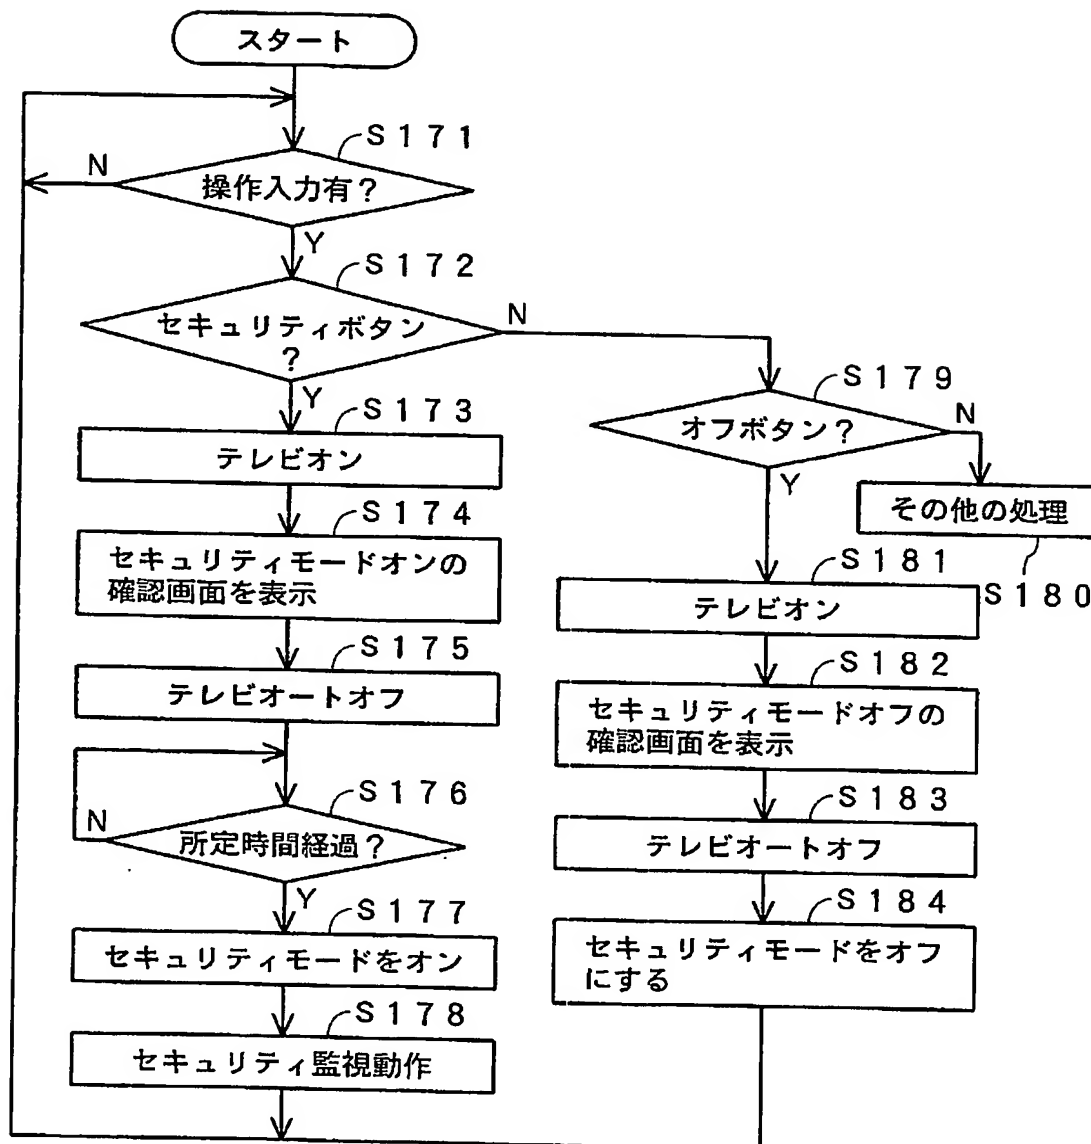 スタート
S171
N
操作入力有?
Y
S172
セキュリティボタン
?
N
Y
S173
テレビオン
S174
セキュリティモードオンの
確認画面を表示
S175
テレビオートオフ
S176
N
所定時間経過?
Y
S177
セキュリティモードをオン
S178
セキュリティ監視動作
S179
オフボタン?
N
Y
その他の処理
S180
S181
テレビオン
S182
セキュリティモードオフの
確認画面を表示
S183
テレビオートオフ
S184
セキュリティモードをオフ
にする